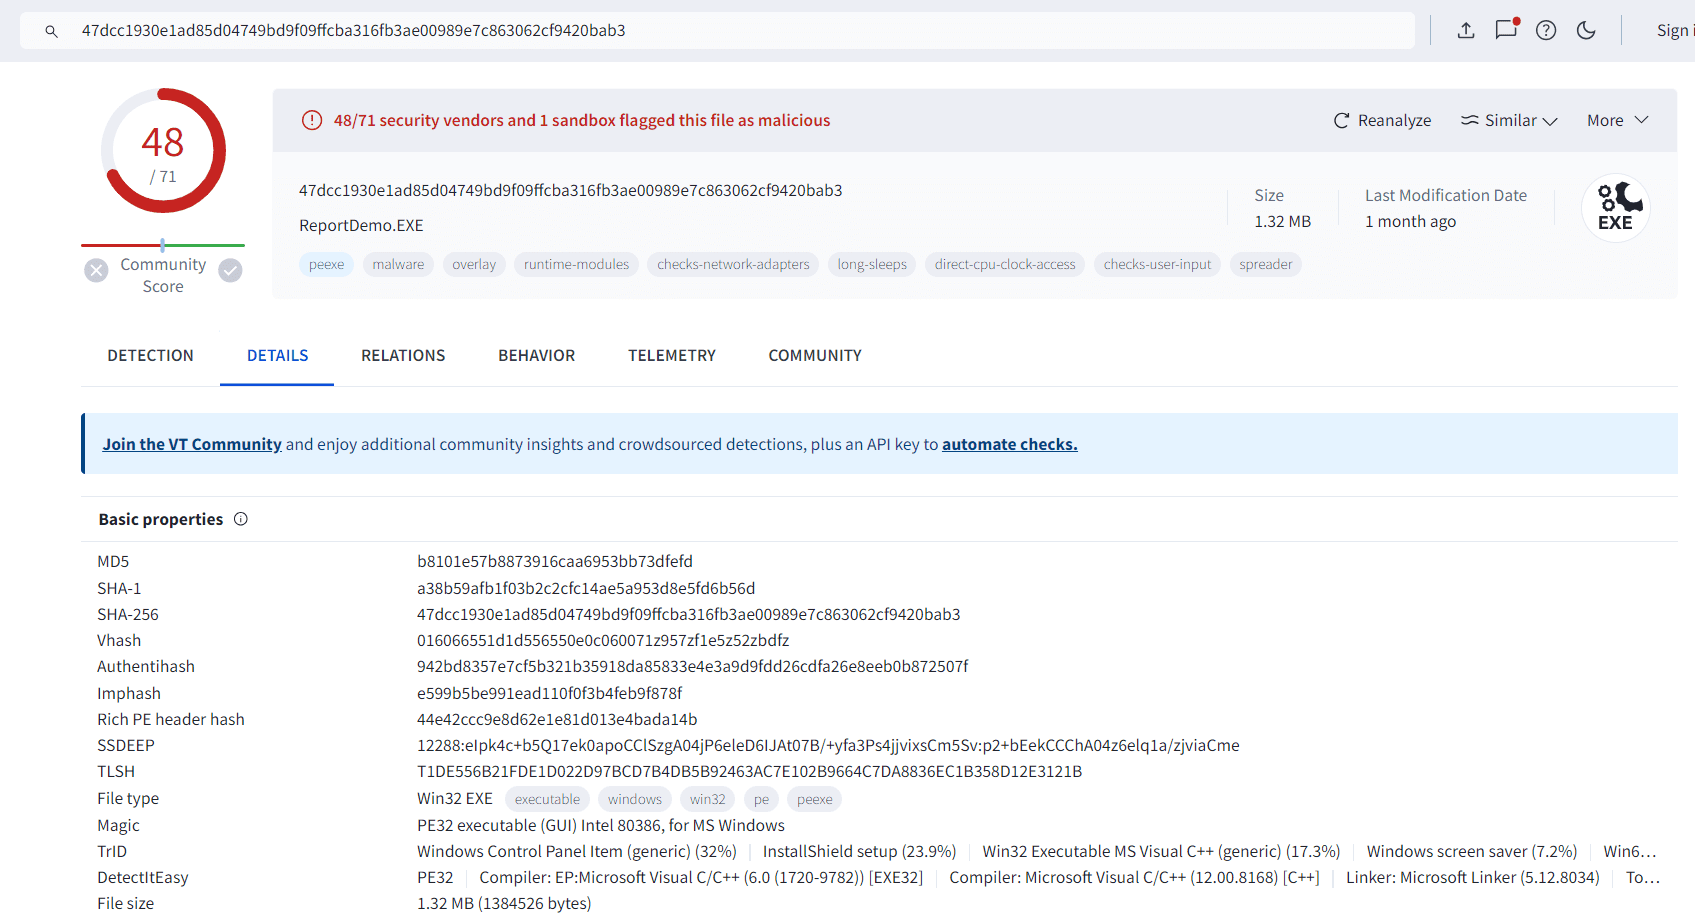 47dcc1930e1ad85d04749bd9f09ffcba316fb3ae00989e7c863062cf9420bab3
Sign i
48
/ 71
Community
Score
48/71 security vendors and 1 sandbox flagged this file as malicious
Reanalyze
Similar
More
47dcc1930e1ad85d04749bd9f09ffcba316fb3ae00989e7c863062cf9420bab3
ReportDemo.EXE
peexe malware overlay runtime-modules checks-network-adapters long-sleeps direct-cpu-clock-access checks-user-input spreader
Size
1.32 MB
Last Modification Date
1 month ago
EXE
DETECTION DETAILS RELATIONS BEHAVIOR TELEMETRY COMMUNITY
Join the VT Community and enjoy additional community insights and crowdsourced detections, plus an API key to automate checks.
Basic properties
MD5 b8101e57b8873916caa6953bb73dfefd
SHA-1 a38b59afb1f03b2c2cfc14ae5a953d8e5fd6b56d
SHA-256 47dcc1930e1ad85d04749bd9f09ffcba316fb3ae00989e7c863062cf9420bab3
Vhash 016066551d1d556550e0c060071z957zf1e5z52zbdfz
Authentihash 942bd8357e7cf5b321b35918da85833e4e3a9d9fdd26cdfa26e8eeb0b872507f
Imphash e599b5be991ead110f0f3b4feb9f878f
Rich PE header hash 44e42ccc9e8d62e1e81d013e4bada14b
SSDEEP 12288:eIpk4c+b5Q17ek0apoCClSzgA04jP6eleD6IJAt07B/+yfa3Ps4jjvixsCm5Sv:p2+bEekCCChA04z6elq1a/zjviaCme
TLSH T1DE556B21FDE1D022D97BCD7B4DB5B92463AC7E102B9664C7DA8836EC1B358D12E3121B
File type Win32 EXE executable windows win32 pe peexe
Magic PE32 executable (GUI) Intel 80386, for MS Windows
TrID Windows Control Panel Item (generic) (32%) InstallShield setup (23.9%) Win32 Executable MS Visual C++ (generic) (17.3%) Windows screen saver (7.2%) Win6…
DetectItEasy PE32 Compiler: EP:Microsoft Visual C/C++ (6.0 (1720-9782)) [EXE32] Compiler: Microsoft Visual C/C++ (12.00.8168) [C++] Linker: Microsoft Linker (5.12.8034) To…
File size 1.32 MB (1384526 bytes)